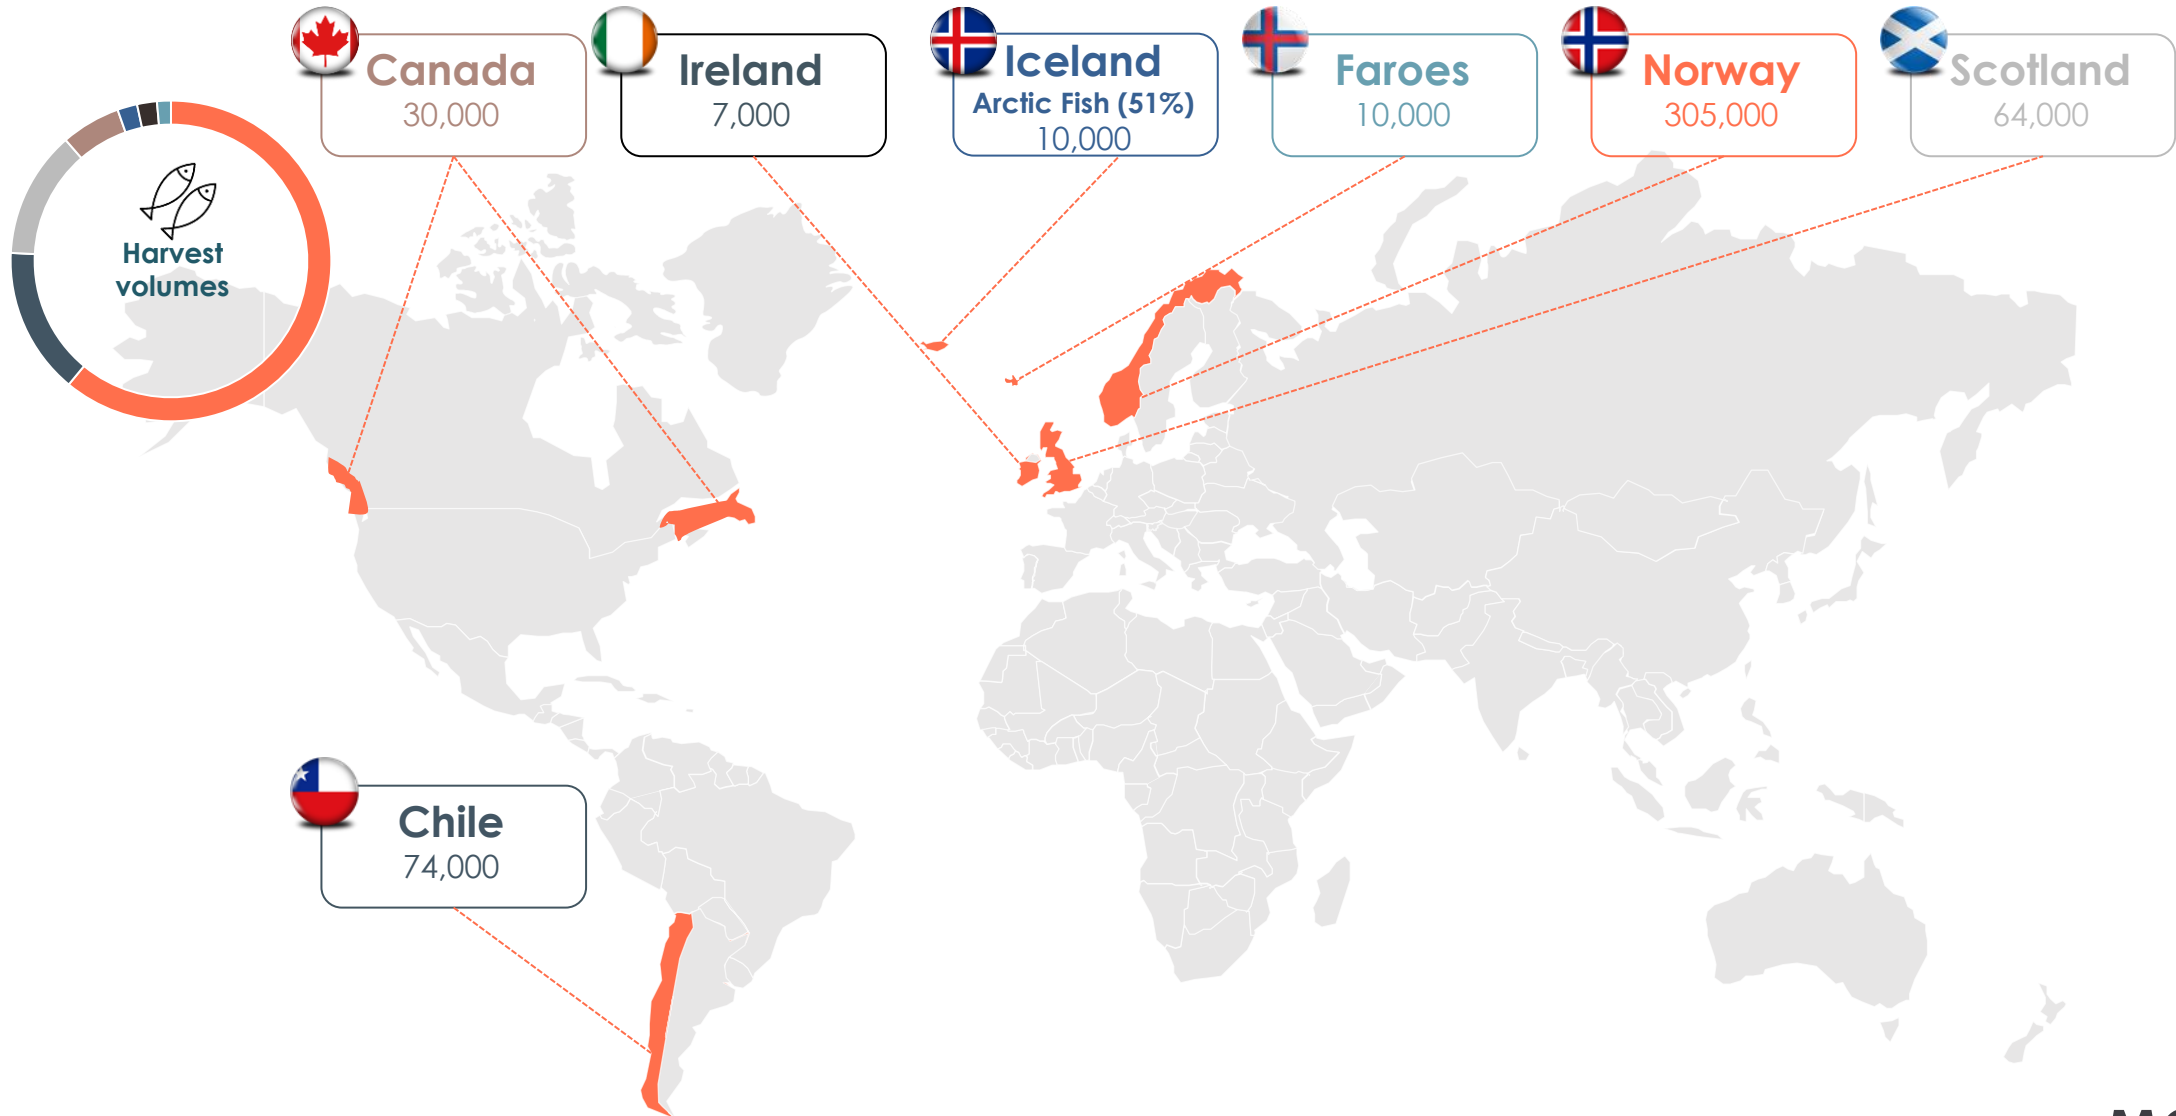 Canada
30,000
Ireland
7,000
Iceland
Arctic Fish (51%)
10,000
Faroes
10,000
Norway
305,000
Scotland
64,000
Harvest
volumes
Chile
74,000